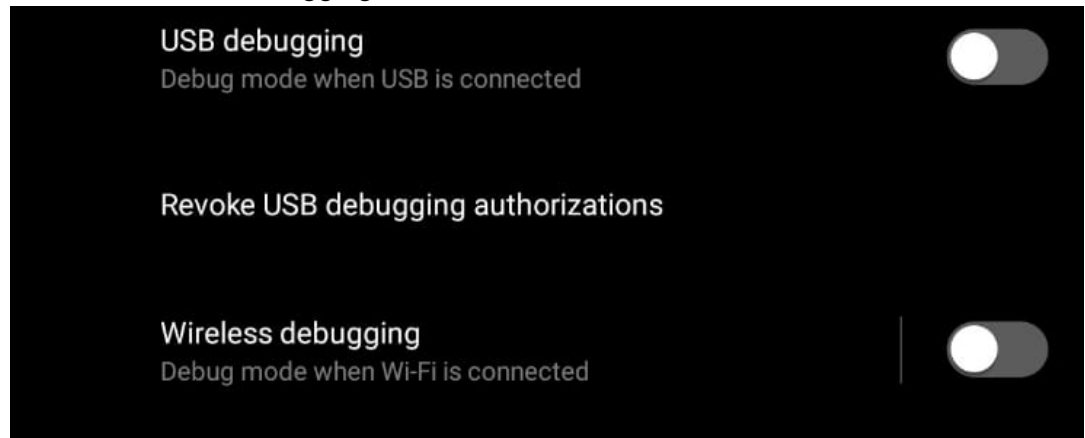 USB debugging
Debug mode when USB is connected
Revoke USB debugging authorizations
Wireless debugging
Debug mode when Wi-Fi is connected